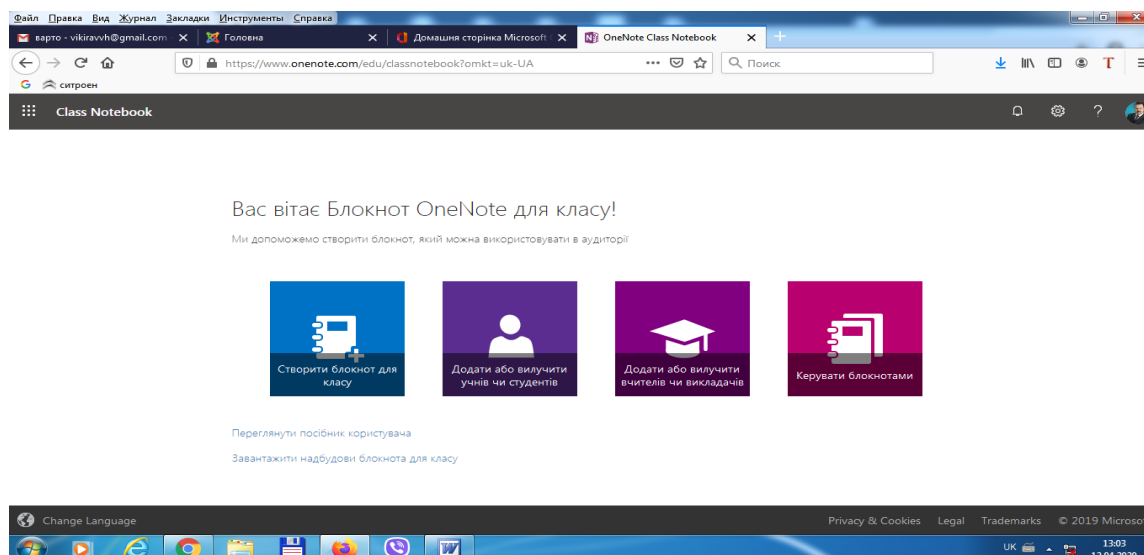 Файл Правка Вид Журнал Закладки Инструменты Справка
варто - vikiravvh@gmail.com
Головна
Домашня сторінка Microsoft
OneNote Class Notebook
https://www.onenote.com/edu/classnotebook?omkt=uk-UA
Поиск
ситроен
Class Notebook
Вас вітає Блокнот OneNote для класу!
Ми допоможемо створити блокнот, який можна використовувати в аудиторії
Створити блокнот для
класу
Додати або вилучити
учнів чи студентів
Додати або вилучити
вчителів чи викладачів
Керувати блокнотами
Переглянути посібник користувача
Завантажити надбудови блокнота для класу
Change Language
Privacy & Cookies Legal Trademarks © 2019 Microso
UK
13:03
12.04.2020